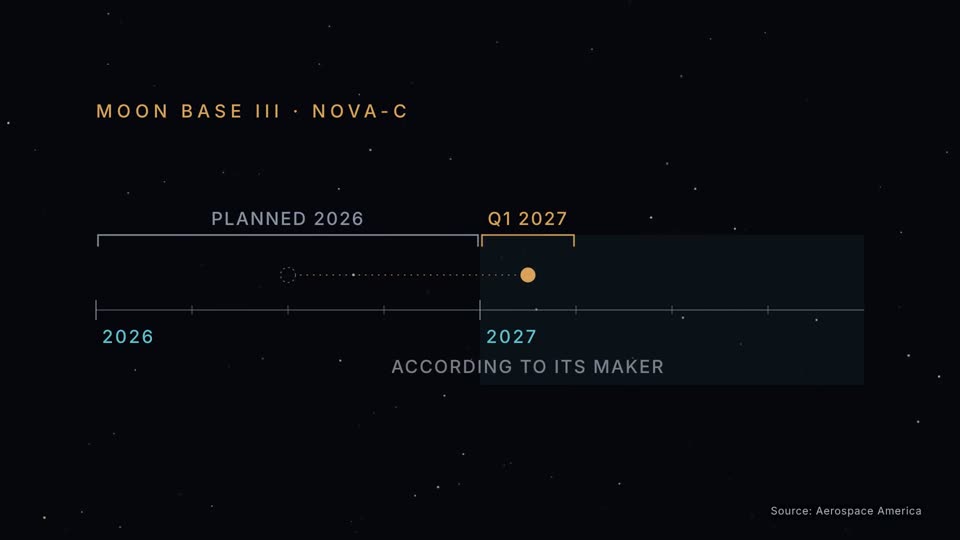 MOON BASE III · NOVA-C
PLANNED 2026
Q1 2027
2026
2027
ACCORDING TO ITS MAKER
Source: Aerospace America